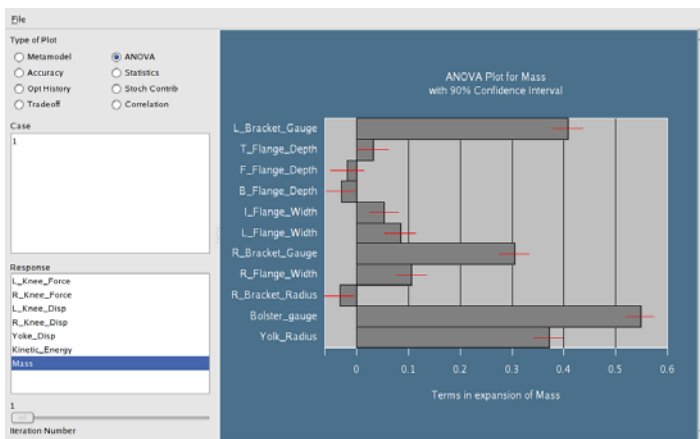 File
Type of Plot
Metamodel
ANOVA
Accuracy
Statistics
Opt History
Stoch Contrib
Tradeoff
Correlation
Case
1
Response
L_Knee_Force
R_Knee_Force
L_Knee_Disp
R_Knee_Disp
Yoke_Disp
Kinetic_Energy
Mass
1
Iteration Number
ANOVA Plot for Mass
with 90% Confidence Interval
L_Bracket_Gauge
T_Flange_Depth
F_Flange_Depth
B_Flange_Depth
I_Flange_Width
L_Flange_Width
R_Bracket_Gauge
R_Flange_Width
R_Bracket_Radius
Bolster_gauge
Yolk_Radius
0 0.1 0.2 0.3 0.4 0.5 0.6
Terms in expansion of Mass